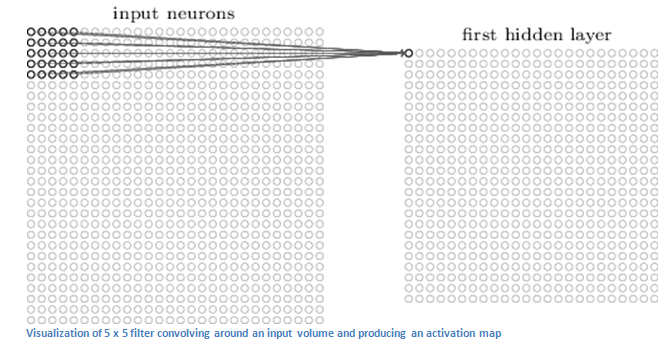 input neurons
first hidden layer
Visualization of 5 x 5 filter convolving around an input volume and producing an activation map